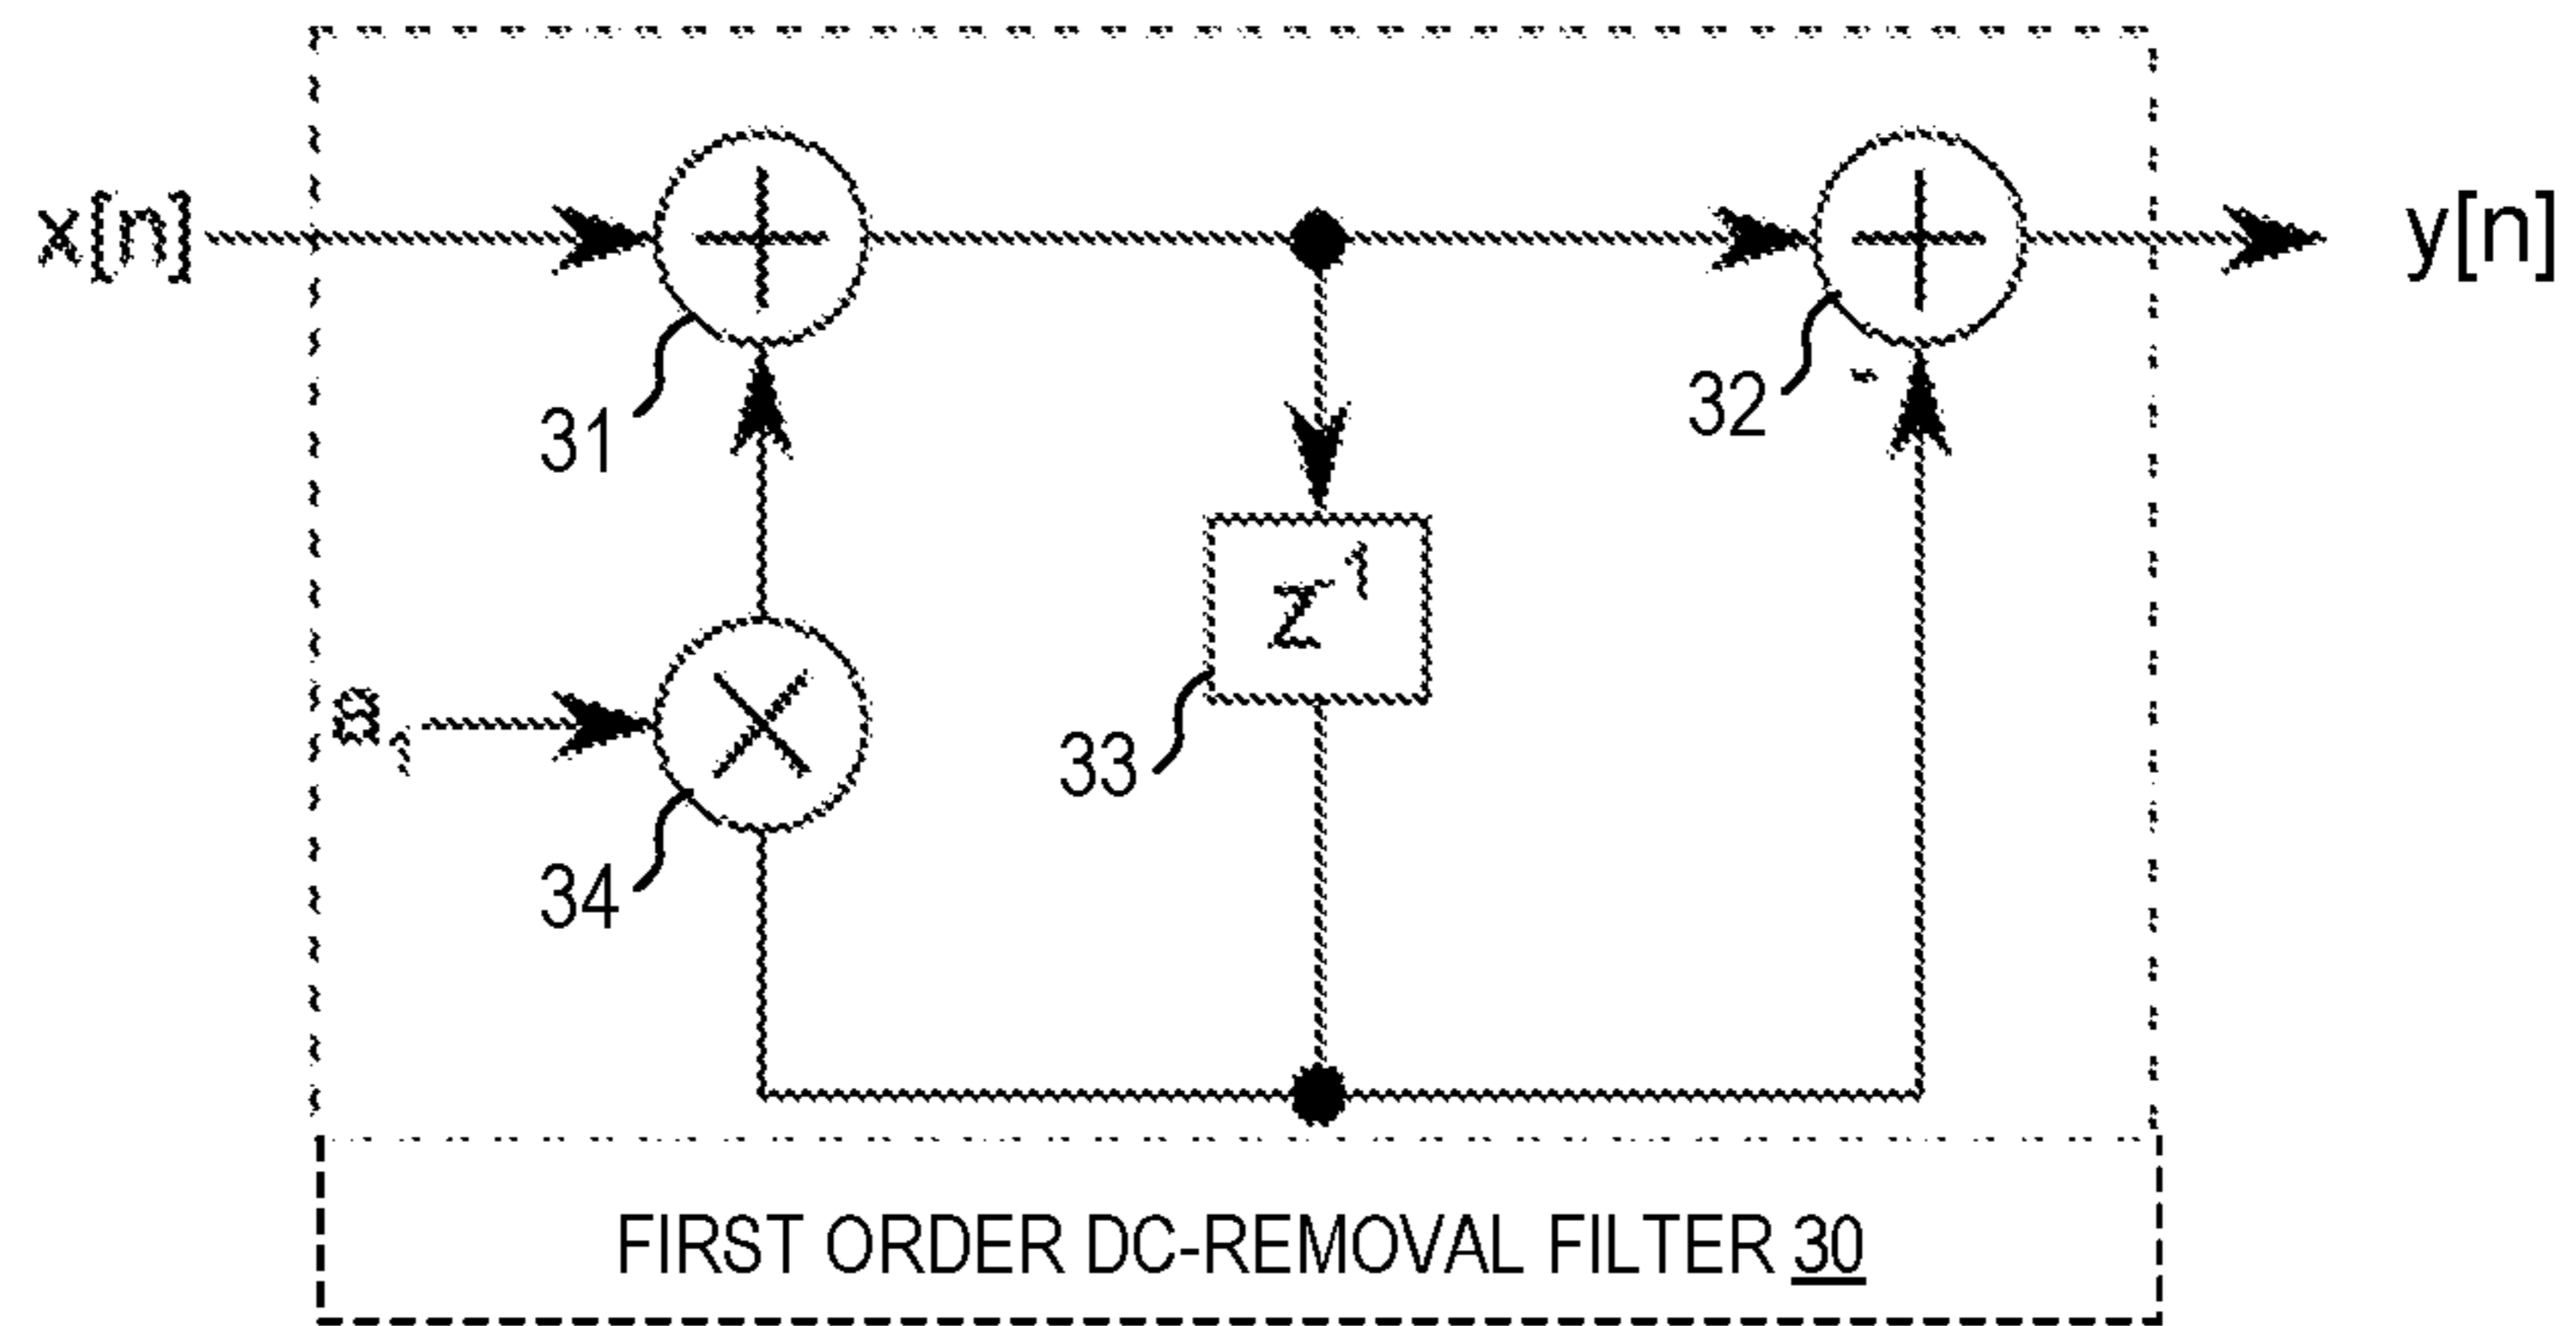 x[n]
y[n]
31
32
z-1
33
34
FIRST ORDER DC-REMOVAL FILTER 30